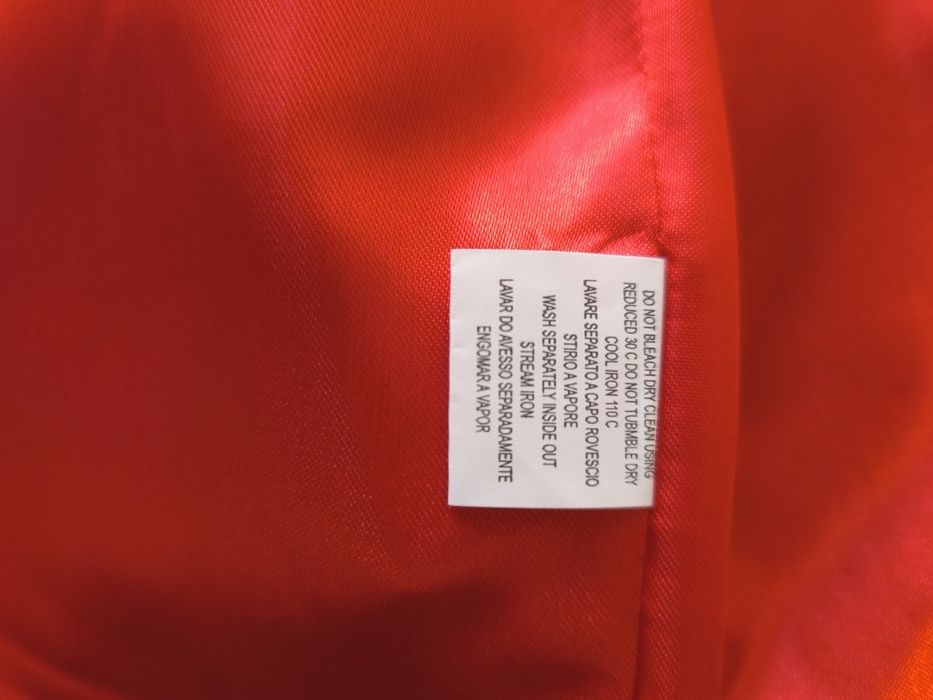 DO NOT BLEACH DRY CLEAN USING
REDUCED 30 C DO NOT TUBMBLE DRY
COOL IRON 110 C
LAVARE SEPARATO A CAPO ROVESCIO
STIRIO A VAPORE
WASH SEPARATELY INSIDE OUT
STREAM IRON
LAVAR DO AVESSO SEPARADAMENTE
ENGOMAR A VAPOR